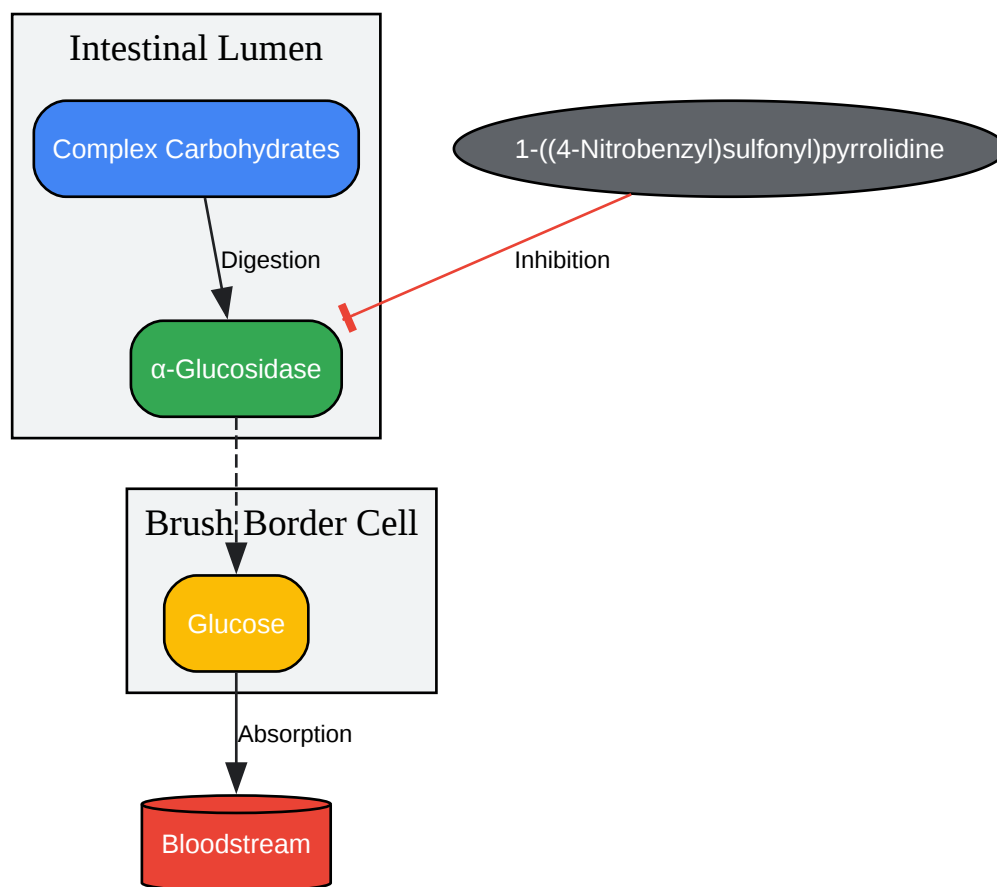 Intestinal Lumen
Complex Carbohydrates
1-((4-Nitrobenzyl)sulfonyl)pyrrolidine
Digestion
Inhibition
α-Glucosidase
Brush Border Cell
Glucose
Absorption
Bloodstream